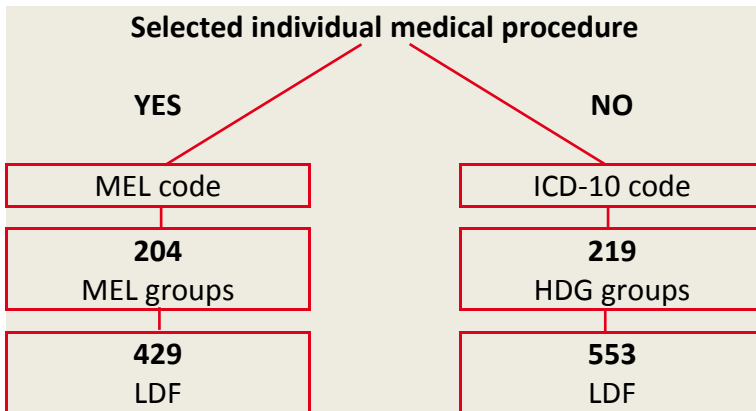 Selected individual medical procedure
YES
NO
MEL code
ICD-10 code
204
MEL groups
219
HDG groups
429
LDF
553
LDF